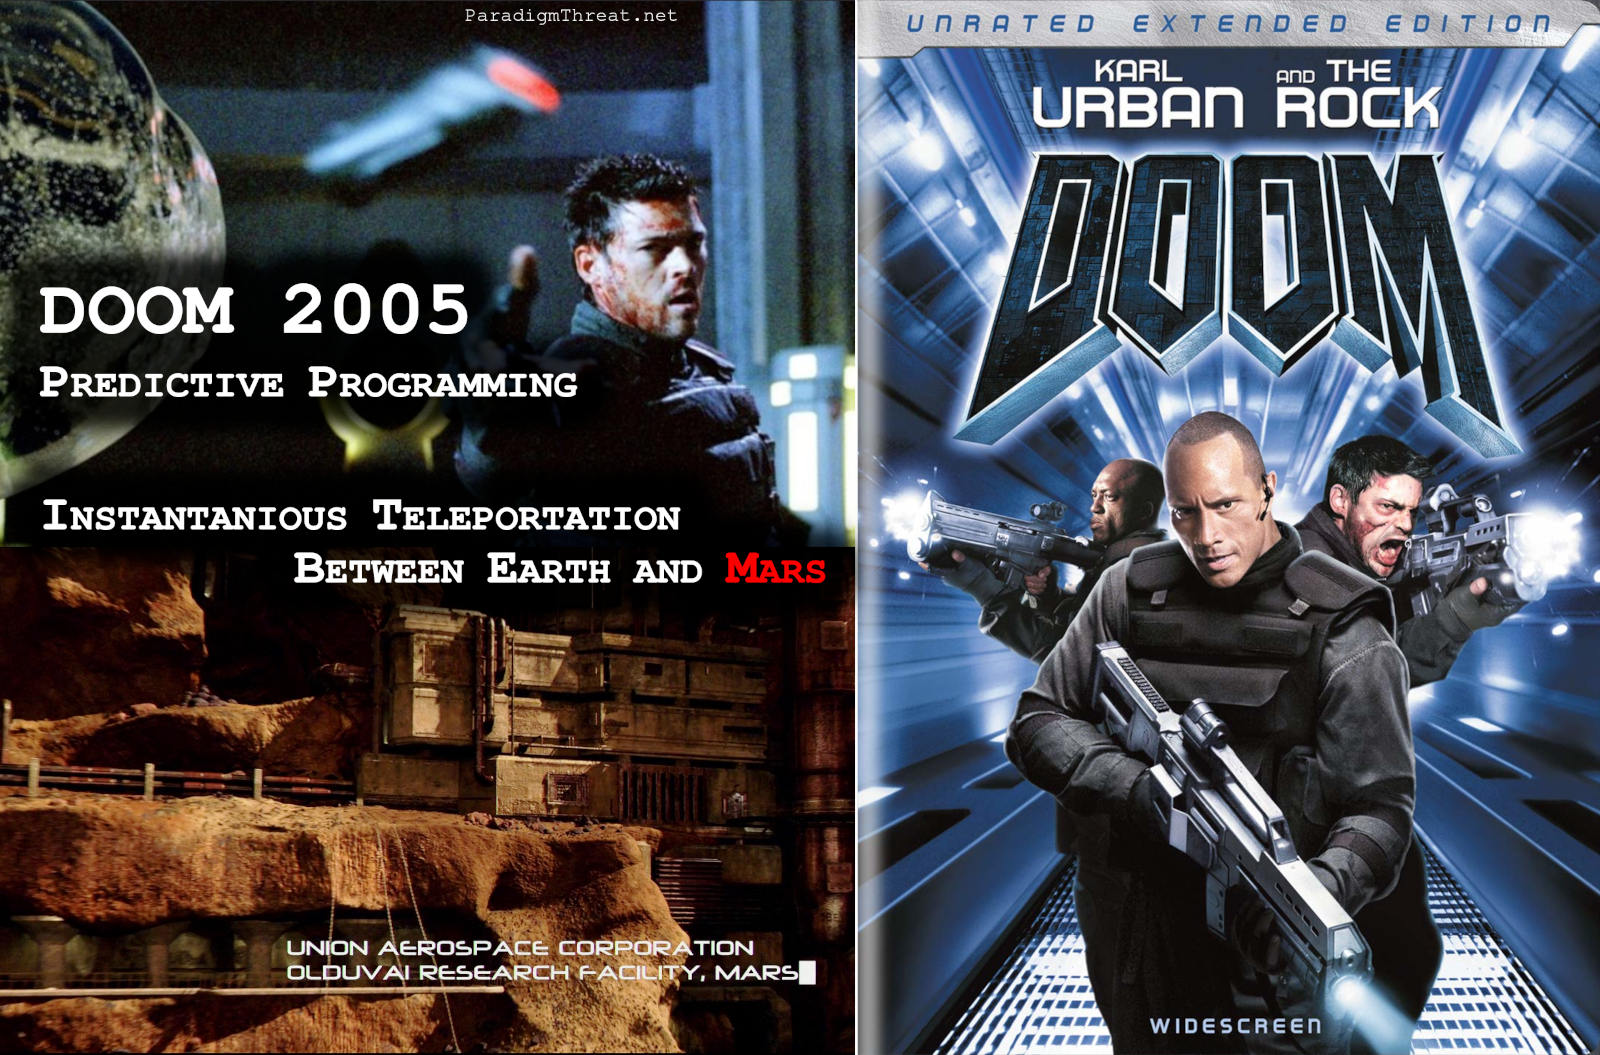 ParadigmThreat.net
DOOM 2005
Predictive Programming
Instantanious Teleportation
Between Earth and Mars
UNION AEROSPACE CORPORATION
OLDUVAI RESEARCH FACILITY, MARS
UNRATED EXTENDED EDITION
KARL URBAN AND THE ROCK
DOOM
WIDESCREEN